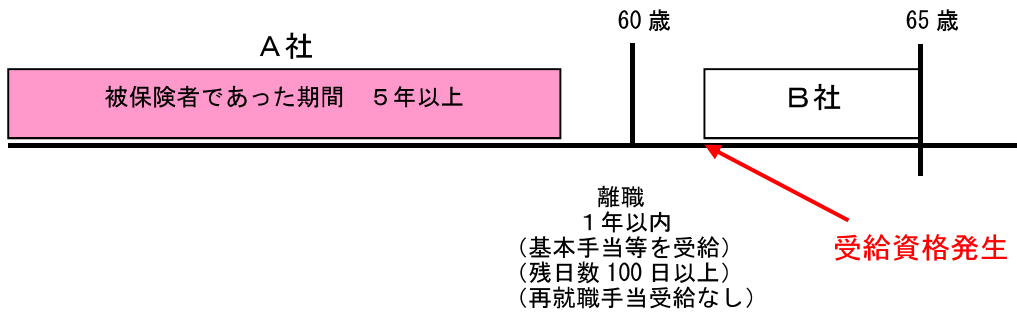 60 歳
65 歳
A社
被保険者であった期間　5年以上
B社
離職
1年以内
(基本手当等を受給)
(残日数 100 日以上)
(再就職手当受給なし)
受給資格発生